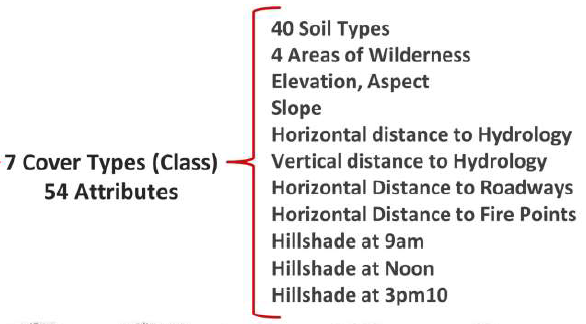 40 Soil Types
4 Areas of Wilderness
Elevation, Aspect
Slope
Horizontal distance to Hydrology
7 Cover Types (Class)
Vertical distance to Hydrology
54 Attributes
Horizontal Distance to Roadways
Horizontal Distance to Fire Points
Hillshade at 9am
Hillshade at Noon
Hillshade at 3pm10